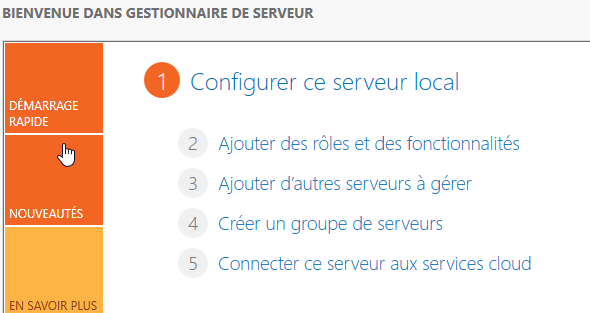 BIENVENUE DANS GESTIONNAIRE DE SERVEUR
DÉMARRAGE
RAPIDE
NOUVEAUTÉS
EN SAVOIR PLUS
1 Configurer ce serveur local
2 Ajouter des rôles et des fonctionnalités
3 Ajouter d’autres serveurs à gérer
4 Créer un groupe de serveurs
5 Connecter ce serveur aux services cloud